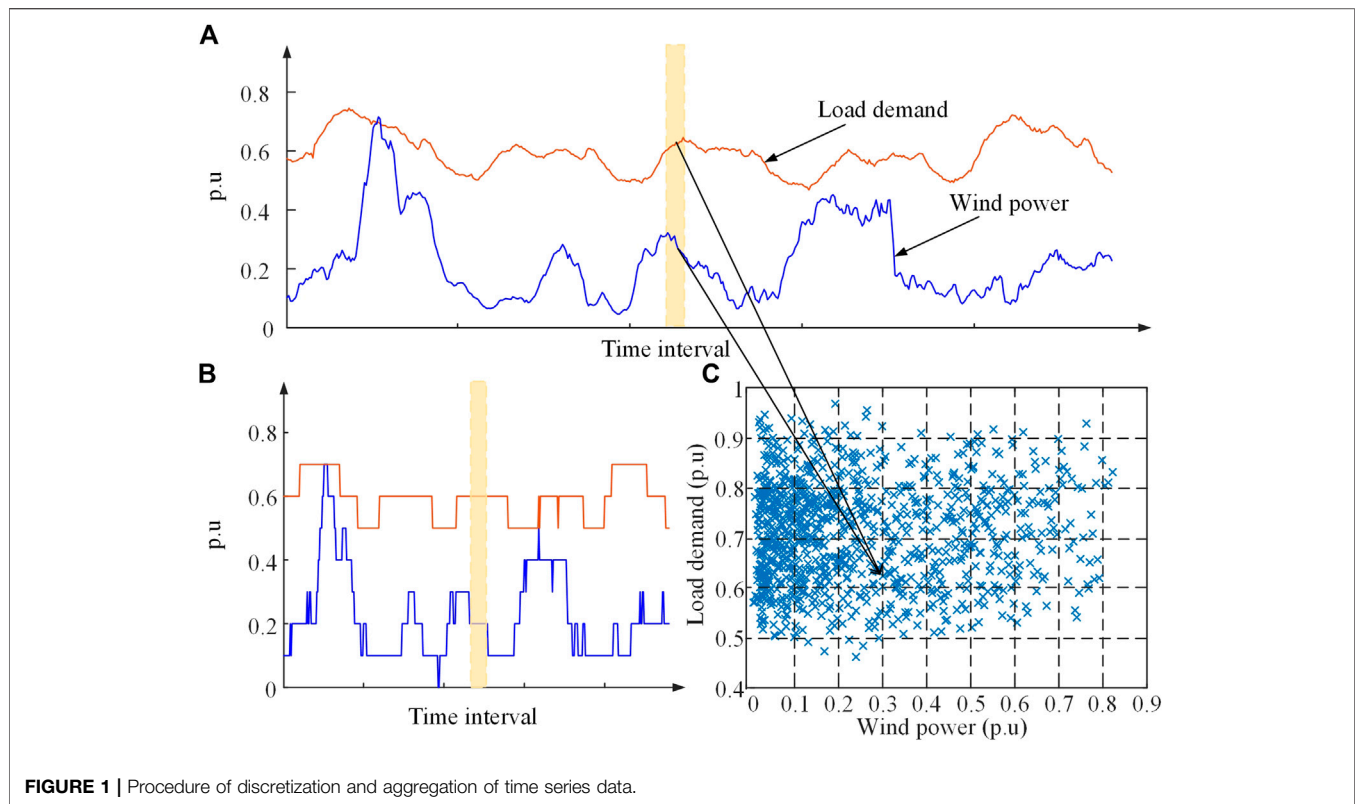 A
0.8
0.6
0.4
0.2
0
p.u
Load demand
Wind power
Time interval
B
0.8
0.6
0.4
0.2
0
p.u
Time interval
C
1
0.9
0.8
0.7
0.6
0.5
0.4
Load demand (p.u)
0 0.1 0.2 0.3 0.4 0.5 0.6 0.7 0.8 0.9
Wind power (p.u)
FIGURE 1 | Procedure of discretization and aggregation of time series data.